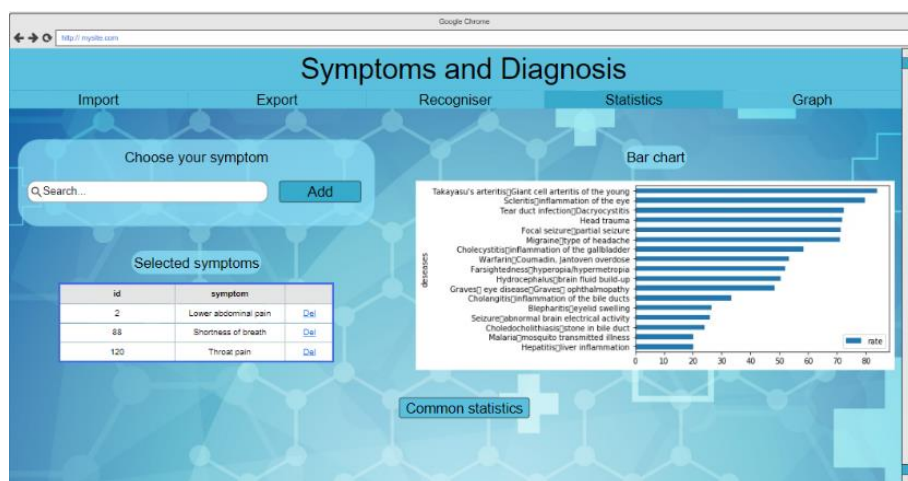 Google Chrome
http:// mysite.com
Symptoms and Diagnosis
Import Export Recogniser Statistics Graph
Choose your symptom
Search...
Add
Selected symptoms
id symptom
2 Lower abdominal pain Del
88 Shortness of breath Del
120 Throat pain Del
Bar chart
deseases
Takayasu's arteritis▯Giant cell arteritis of the young
Scleritis▯inflammation of the eye
Tear duct infection▯Dacryocystitis
Head trauma
Focal seizure▯partial seizure
Migraine▯type of headache
Cholecystitis▯inflammation of the gallbladder
Warfarin▯Coumadin, Jantoven overdose
Farsightedness▯hyperopia/hypermetropia
Hydrocephalus▯brain fluid build-up
Graves▯ eye disease▯Graves▯ ophthalmopathy
Cholangitis▯inflammation of the bile ducts
Blepharitis▯eyelid swelling
Seizure▯abnormal brain electrical activity
Choledocholithiasis▯stone in bile duct
Malaria▯mosquito transmitted illness
Hepatitis▯liver inflammation
rate
0 10 20 30 40 50 60 70 80
Common statistics